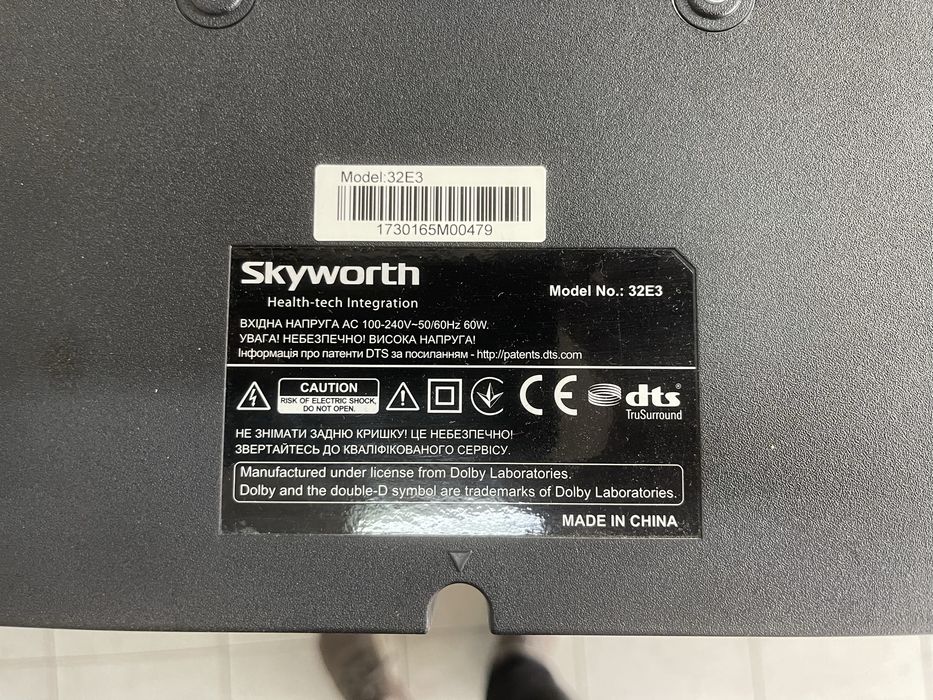 Model:32E3
1730165M00479
Skyworth
Health-tech Integration
Model No.: 32E3
ВХІДНА НАПРУГА AC 100-240V~50/60Hz 60W.
УВАГА! НЕБЕЗПЕЧНО! ВИСОКА НАПРУГА!
Інформація про патенти DTS за посиланням - http://patents.dts.com
CAUTION
RISK OF ELECTRIC SHOCK,
DO NOT OPEN.
CE
dts®
TruSurround
НЕ ЗНІМАТИ ЗАДНЮ КРИШКУ! ЦЕ НЕБЕЗПЕЧНО!
ЗВЕРТАЙТЕСЬ ДО КВАЛІФІКОВАНОГО СЕРВІСУ.
Manufactured under license from Dolby Laboratories.
Dolby and the double-D symbol are trademarks of Dolby Laboratories.
MADE IN CHINA